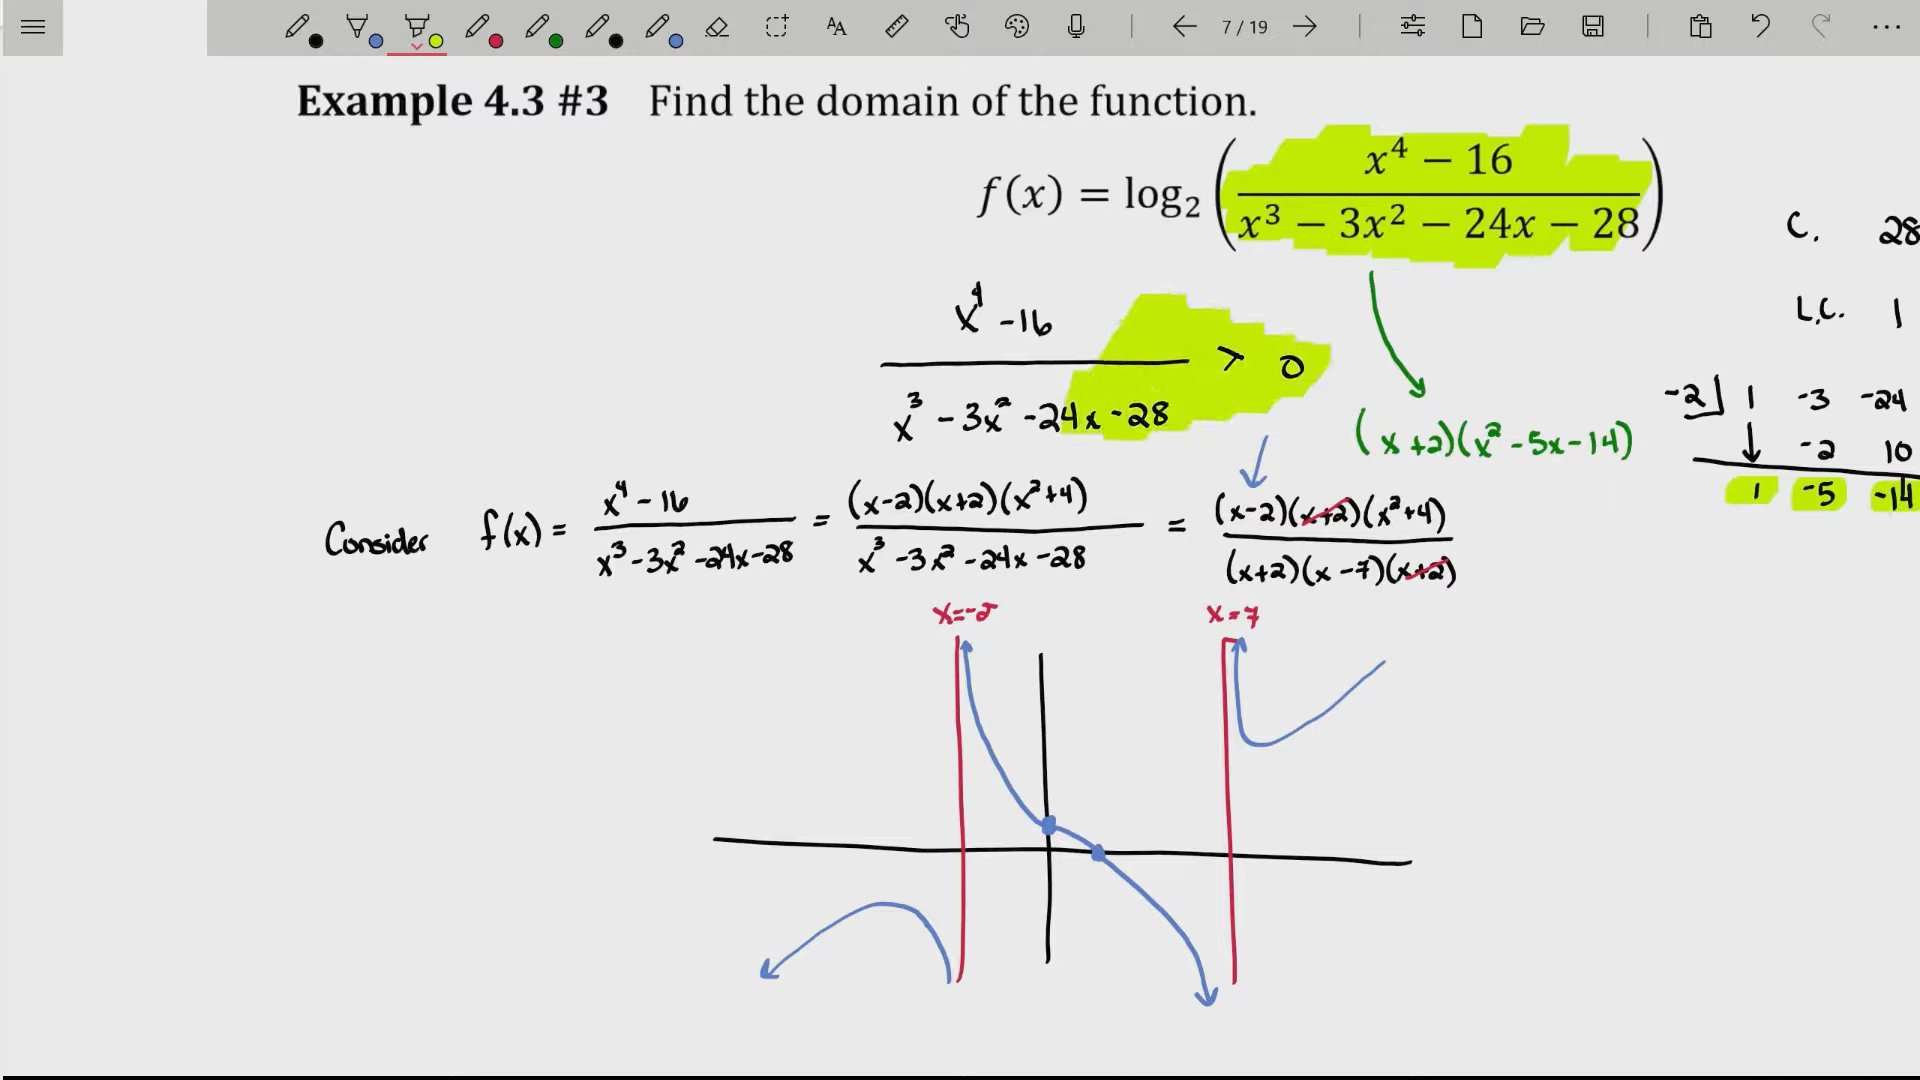 7 / 19
Example 4.3 #3 Find the domain of the function.
f(x) = log₂ ( (x⁴ − 16) / (x³ − 3x² − 24x − 28) )
C. 28
L.C. 1
(x⁴ - 16) / (x³ - 3x² - 24x - 28) > 0
(x+2)(x² - 5x - 14)
-2 | 1 -3 -24
-2 10
1 -5 -14
Consider f(x) = (x⁴ - 16) / (x³ - 3x² - 24x - 28) = (x-2)(x+2)(x²+4) / (x³ - 3x² - 24x - 28) = (x-2)(x+2)(x²+4) / (x+2)(x-7)(x+2)
x=-2 x=7